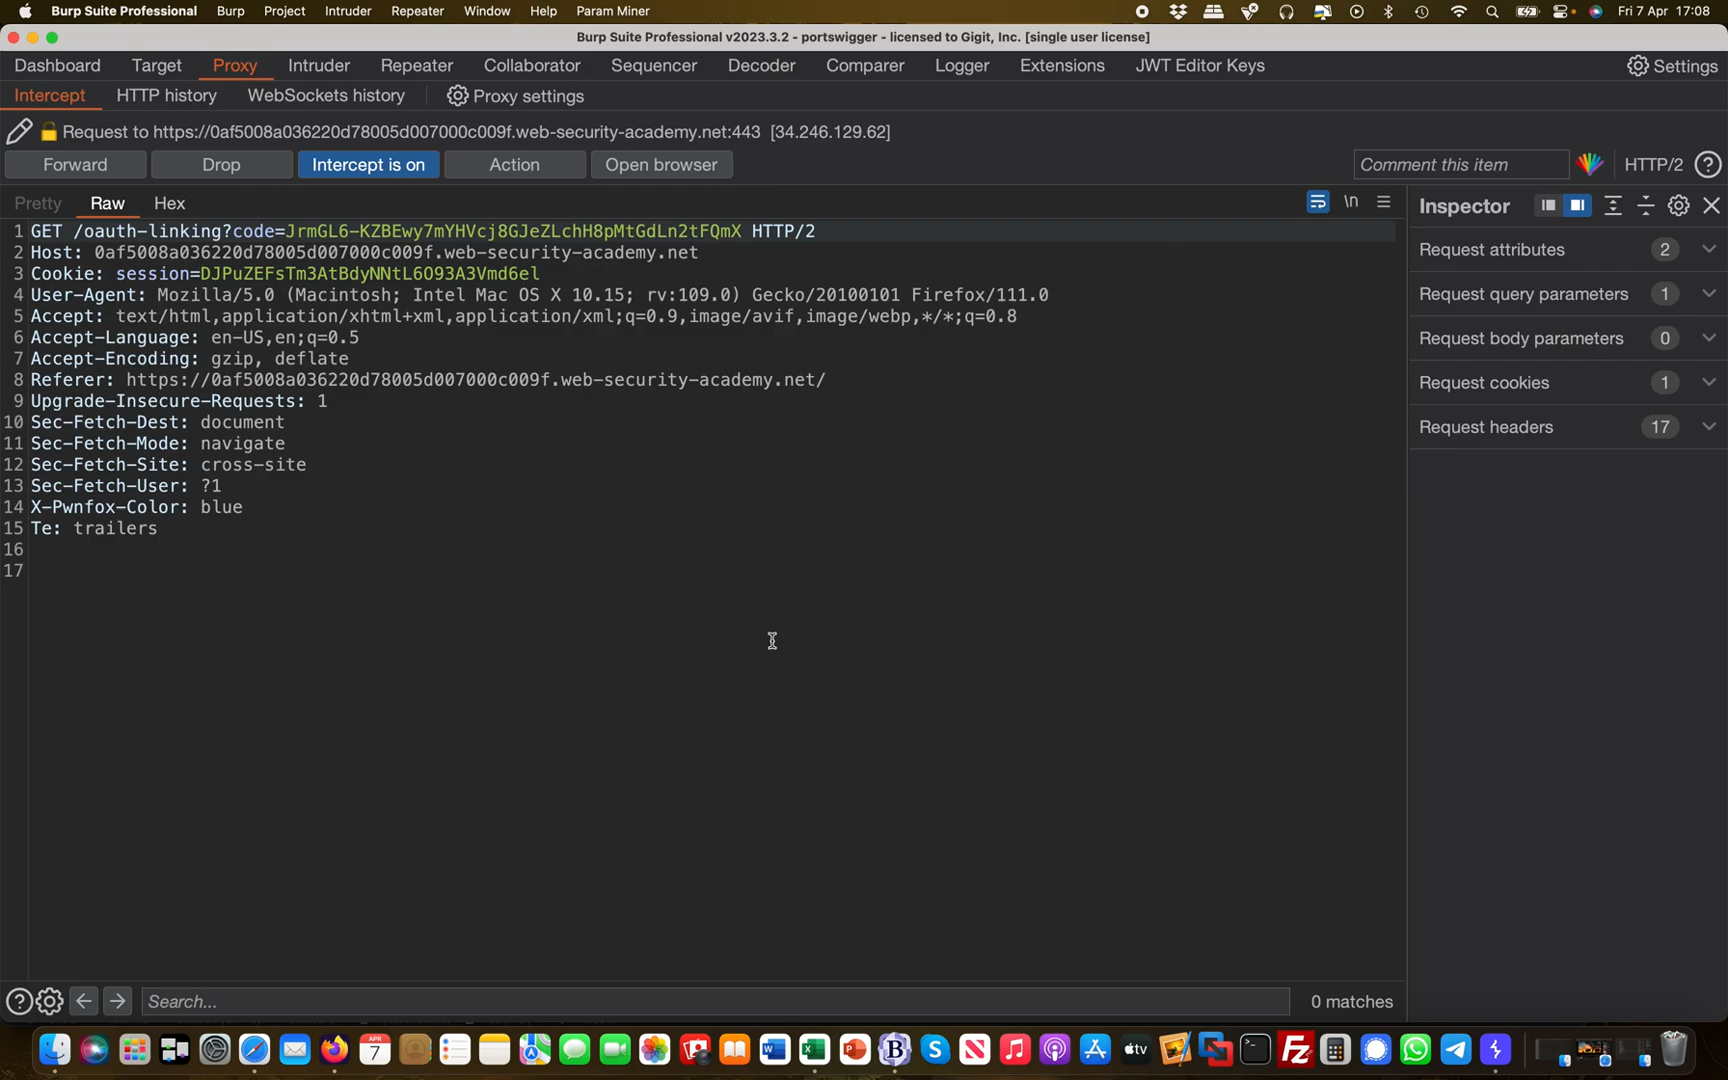 Burp Suite Professional Burp Project Intruder Repeater Window Help Param Miner Fri 7 Apr 17:08
Burp Suite Professional v2023.3.2 - portswigger - licensed to Gigit, Inc. [single user license]
Dashboard Target Proxy Intruder Repeater Collaborator Sequencer Decoder Comparer Logger Extensions JWT Editor Keys Settings
Intercept HTTP history WebSockets history Proxy settings
Request to https://0af5008a036220d78005d007000c009f.web-security-academy.net:443 [34.246.129.62]
Forward Drop Intercept is on Action Open browser Comment this item HTTP/2 ?
Pretty Raw Hex \n Inspector
1 GET /oauth-linking?code=JrmGL6-KZBEwy7mYHVcj8GJeZLchH8pMtGdLn2tFQmX HTTP/2
2 Host: 0af5008a036220d78005d007000c009f.web-security-academy.net
3 Cookie: session=DJPuZEFsTm3AtBdyNNtL6O93A3Vmd6el
4 User-Agent: Mozilla/5.0 (Macintosh; Intel Mac OS X 10.15; rv:109.0) Gecko/20100101 Firefox/111.0
5 Accept: text/html,application/xhtml+xml,application/xml;q=0.9,image/avif,image/webp,*/*;q=0.8
6 Accept-Language: en-US,en;q=0.5
7 Accept-Encoding: gzip, deflate
8 Referer: https://0af5008a036220d78005d007000c009f.web-security-academy.net/
9 Upgrade-Insecure-Requests: 1
10 Sec-Fetch-Dest: document
11 Sec-Fetch-Mode: navigate
12 Sec-Fetch-Site: cross-site
13 Sec-Fetch-User: ?1
14 X-Pwnfox-Color: blue
15 Te: trailers
16
17
Request attributes 2
Request query parameters 1
Request body parameters 0
Request cookies 1
Request headers 17
? Search... 0 matches
APR
7
tv